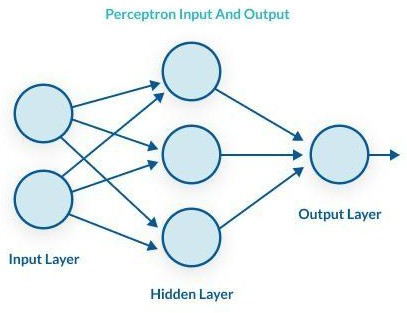 Perceptron Input And Output
Output Layer
Input Layer
Hidden Layer